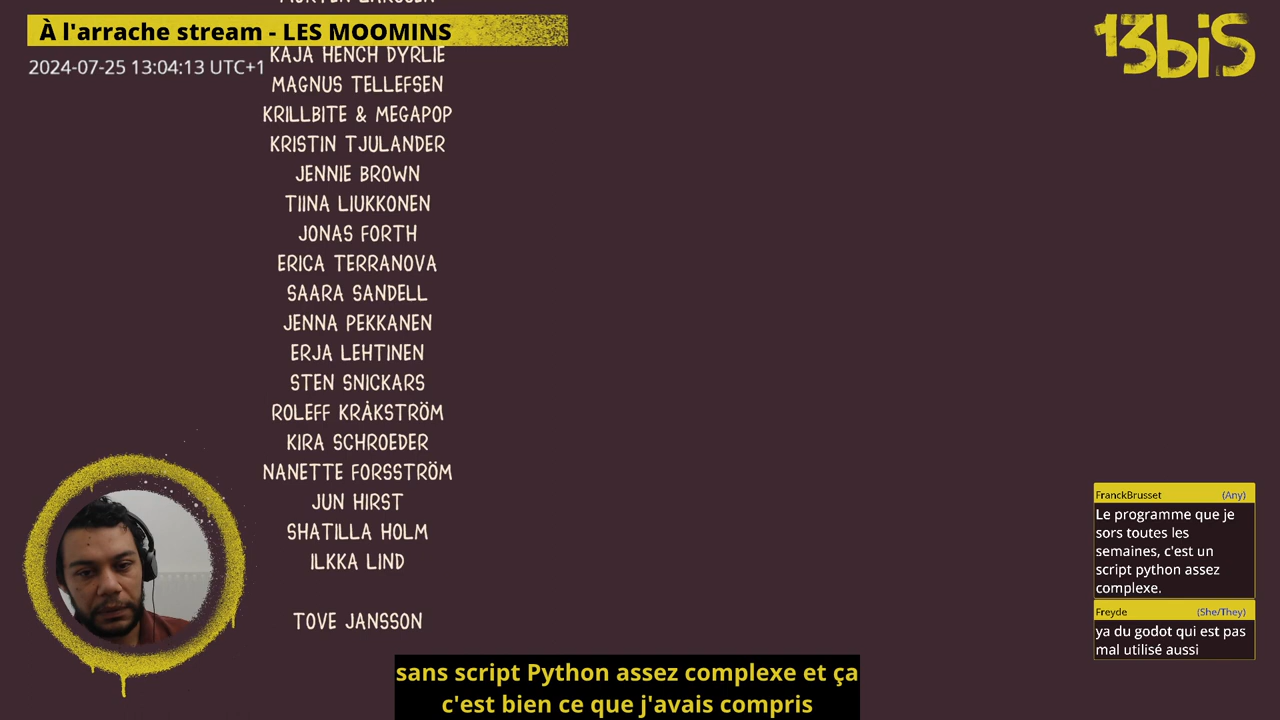 À l'arrache stream - LES MOOMINS
2024-07-25 13:04:13 UTC+1
13biS
KAJA HENCH DYRLIE
MAGNUS TELLEFSEN
KRILLBITE & MEGAPOP
KRISTIN TJULANDER
JENNIE BROWN
TIINA LIUKKONEN
JONAS FORTH
ERICA TERRANOVA
SAARA SANDELL
JENNA PEKKANEN
ERJA LEHTINEN
STEN SNICKARS
ROLEFF KRÅKSTRÖM
KIRA SCHROEDER
NANETTE FORSSTRÖM
JUN HIRST
SHATILLA HOLM
ILKKA LIND
TOVE JANSSON
FranckBrusset (Any)
Le programme que je
sors toutes les
semaines, c'est un
script python assez
complexe.
Freyde (She/They)
ya du godot qui est pas
mal utilisé aussi
sans script Python assez complexe et ça
c'est bien ce que j'avais compris